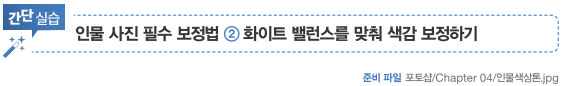 간단 실습
인물 사진 필수 보정법 ② 화이트 밸런스를 맞춰 색감 보정하기
준비 파일 포토샵/Chapter 04/인물색상톤.jpg